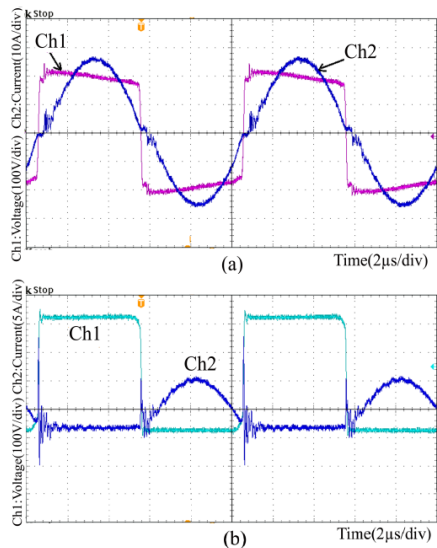 k Stop
T
Ch1
Ch2
Ch1:Voltage(100V/div) Ch2:Current(10A/div)
Time(2µs/div)
(a)
k Stop
T
Ch1
Ch2
Ch1:Voltage(100V/div) Ch2:Current(5A/div)
Time(2µs/div)
(b)